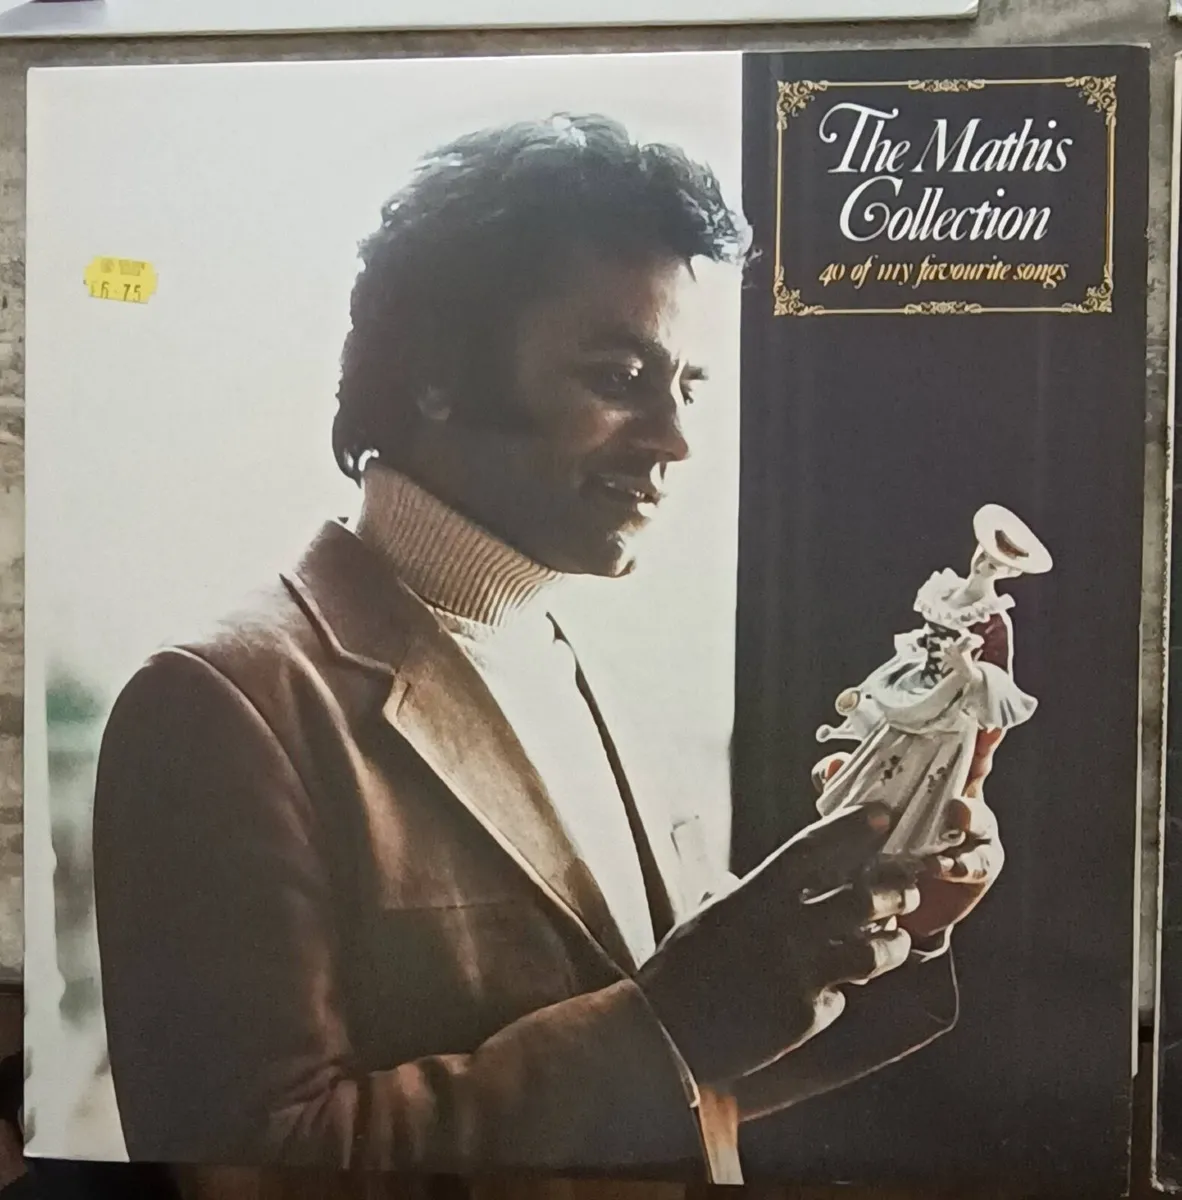 The Mathis
Collection
40 of my favourite songs
£6-75